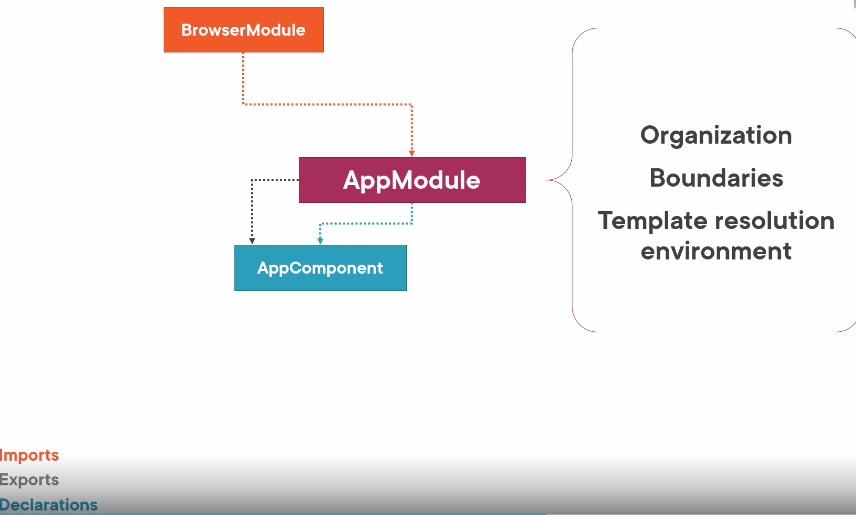 BrowserModule
AppModule
AppComponent
Organization
Boundaries
Template resolution
environment
Imports
Exports
Declarations